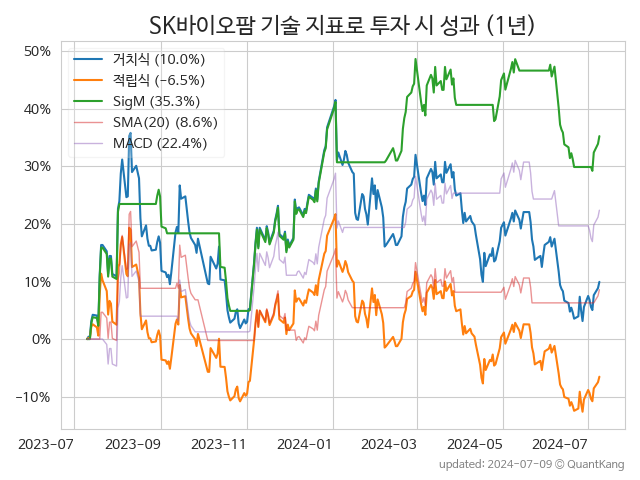 SK바이오팜 기술 지표로 투자 시 성과 (1년)
거치식 (10.0%)
적립식 (−6.5%)
SigM (35.3%)
SMA(20) (8.6%)
MACD (22.4%)
50%
40%
30%
20%
10%
0%
−10%
2023-07 2023-09 2023-11 2024-01 2024-03 2024-05 2024-07
updated: 2024-07-09 © QuantKang